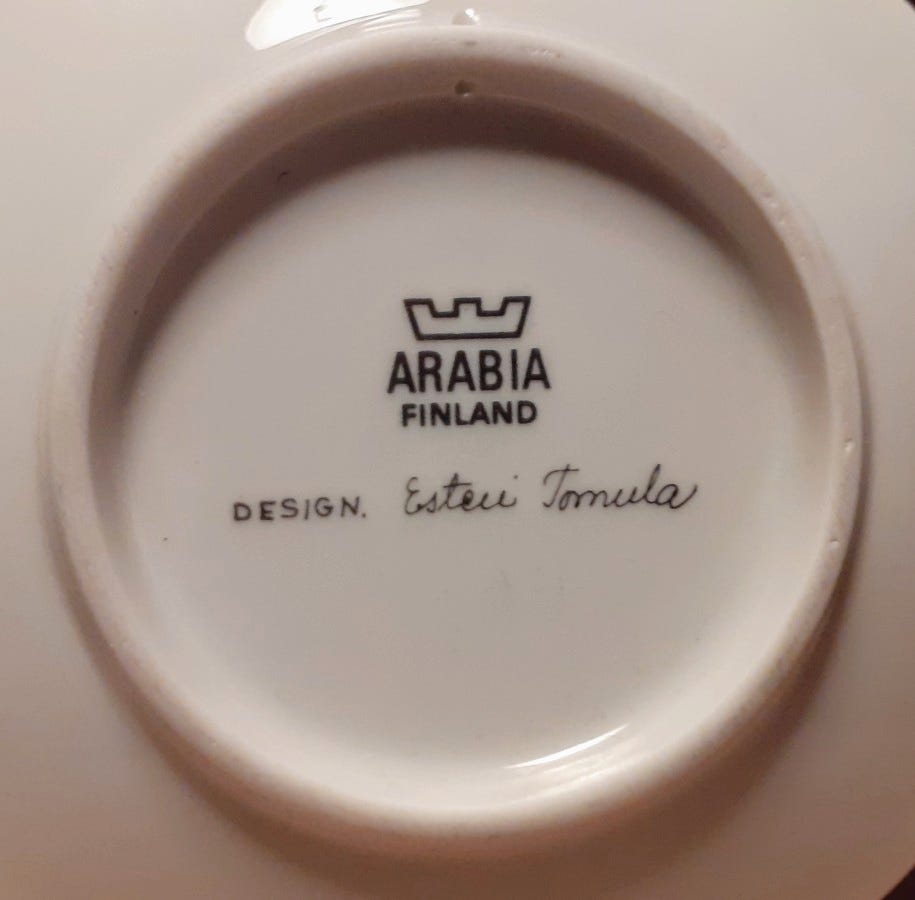 ARABIA
FINLAND
DESIGN. Esteri Tomula